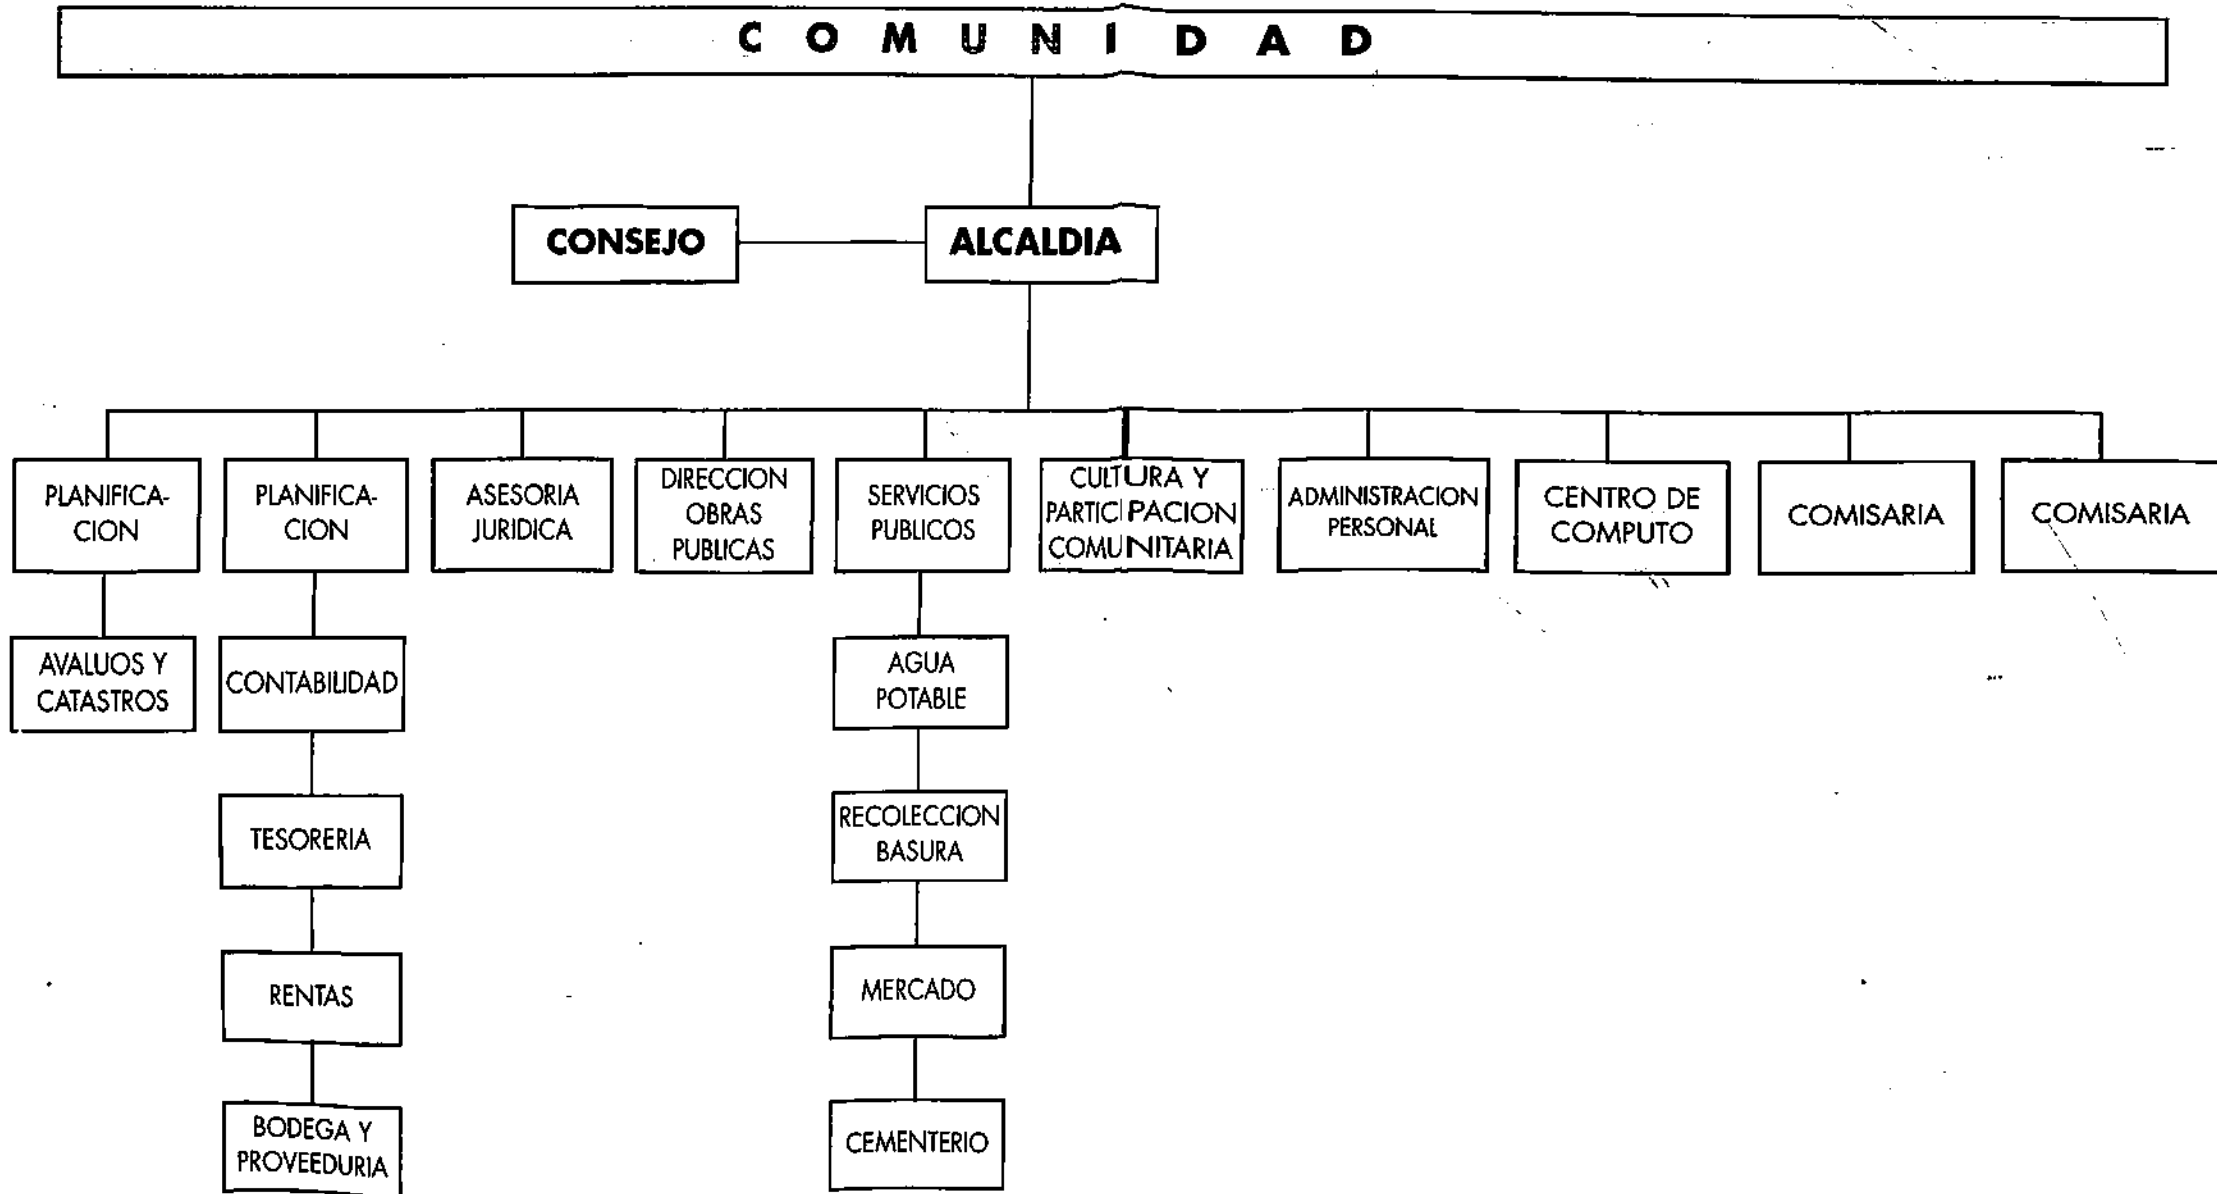 COMUNIDAD
CONSEJO
ALCALDIA
PLANIFICA-
CION
PLANIFICA-
CION
ASESORIA
JURIDICA
DIRECCION
OBRAS
PUBLICAS
SERVICIOS
PUBLICOS
CULTURA Y
PARTICIPACION
COMUNITARIA
ADMINISTRACION
PERSONAL
CENTRO DE
COMPUTO
COMISARIA
COMISARIA
AVALUOS Y
CATASTROS
CONTABILIDAD
AGUA
POTABLE
TESORERIA
RECOLECCION
BASURA
RENTAS
MERCADO
BODEGA Y
PROVEEDURIA
CEMENTERIO